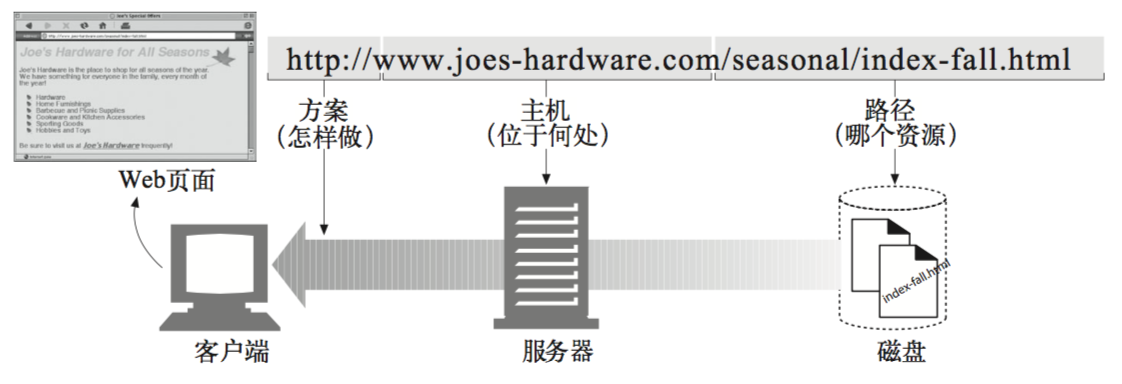 Joe's Special Offers
Joe's Hardware for All Seasons
Joe's Hardware is the place to shop for all seasons of the year.
We have something for everyone in the family, every month of
the year!
Hardware
Home Furnishings
Barbecue and Picnic Supplies
Cookware and Kitchen Accessories
Sporting Goods
Hobbies and Toys
Be sure to visit us at Joe's Hardware frequently!
http://www.joes-hardware.com/seasonal/index-fall.html
方案
（怎样做）
主机
（位于何处）
路径
（哪个资源）
Web页面
index-fall.html
客户端
服务器
磁盘